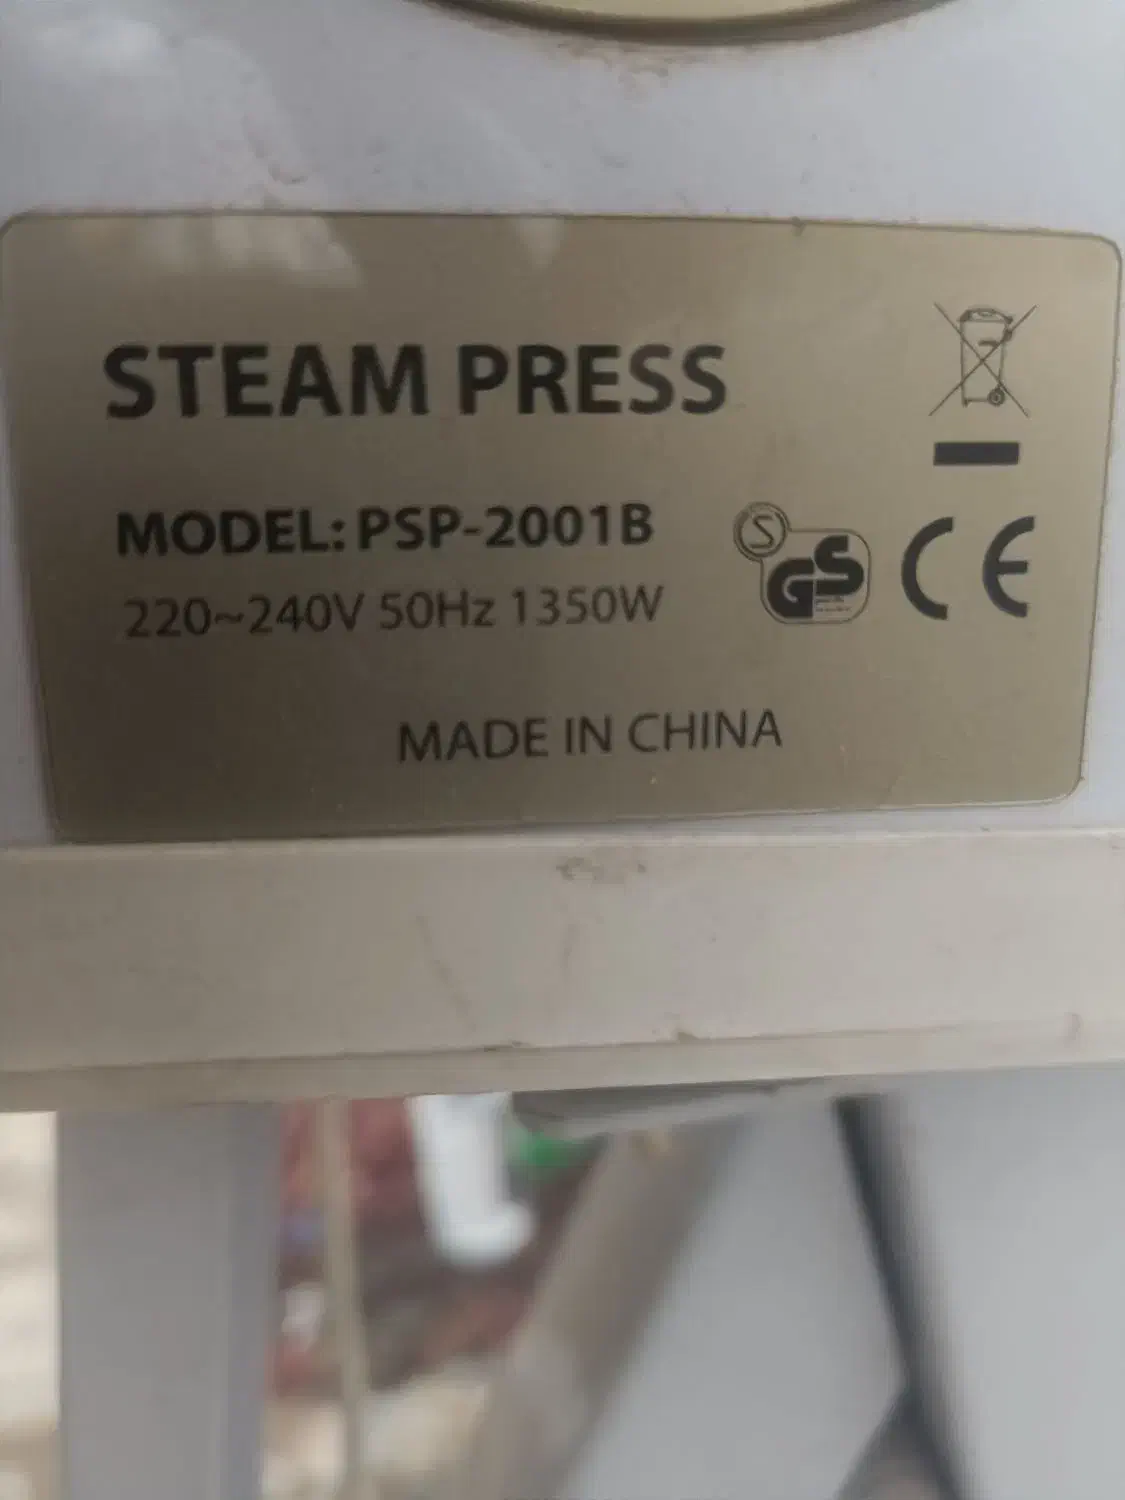 STEAM PRESS
MODEL: PSP-2001B
220~240V 50Hz 1350W
S GS CE
MADE IN CHINA